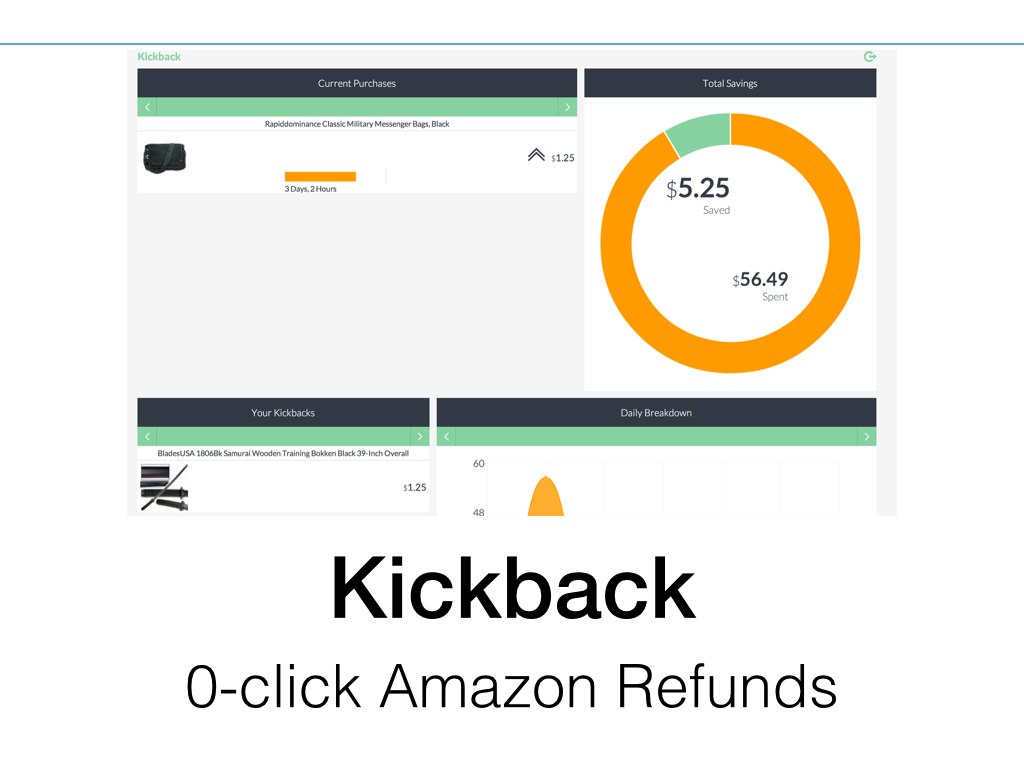 Kickback
Current Purchases
Rapiddominance Classic Military Messenger Bags, Black
$1.25
3 Days, 2 Hours
Total Savings
$5.25
Saved
$56.49
Spent
Your Kickbacks
BladesUSA 1806Bk Samurai Wooden Training Bokken Black 39-Inch Overall
$1.25
Daily Breakdown
60
48
Kickback
0-click Amazon Refunds